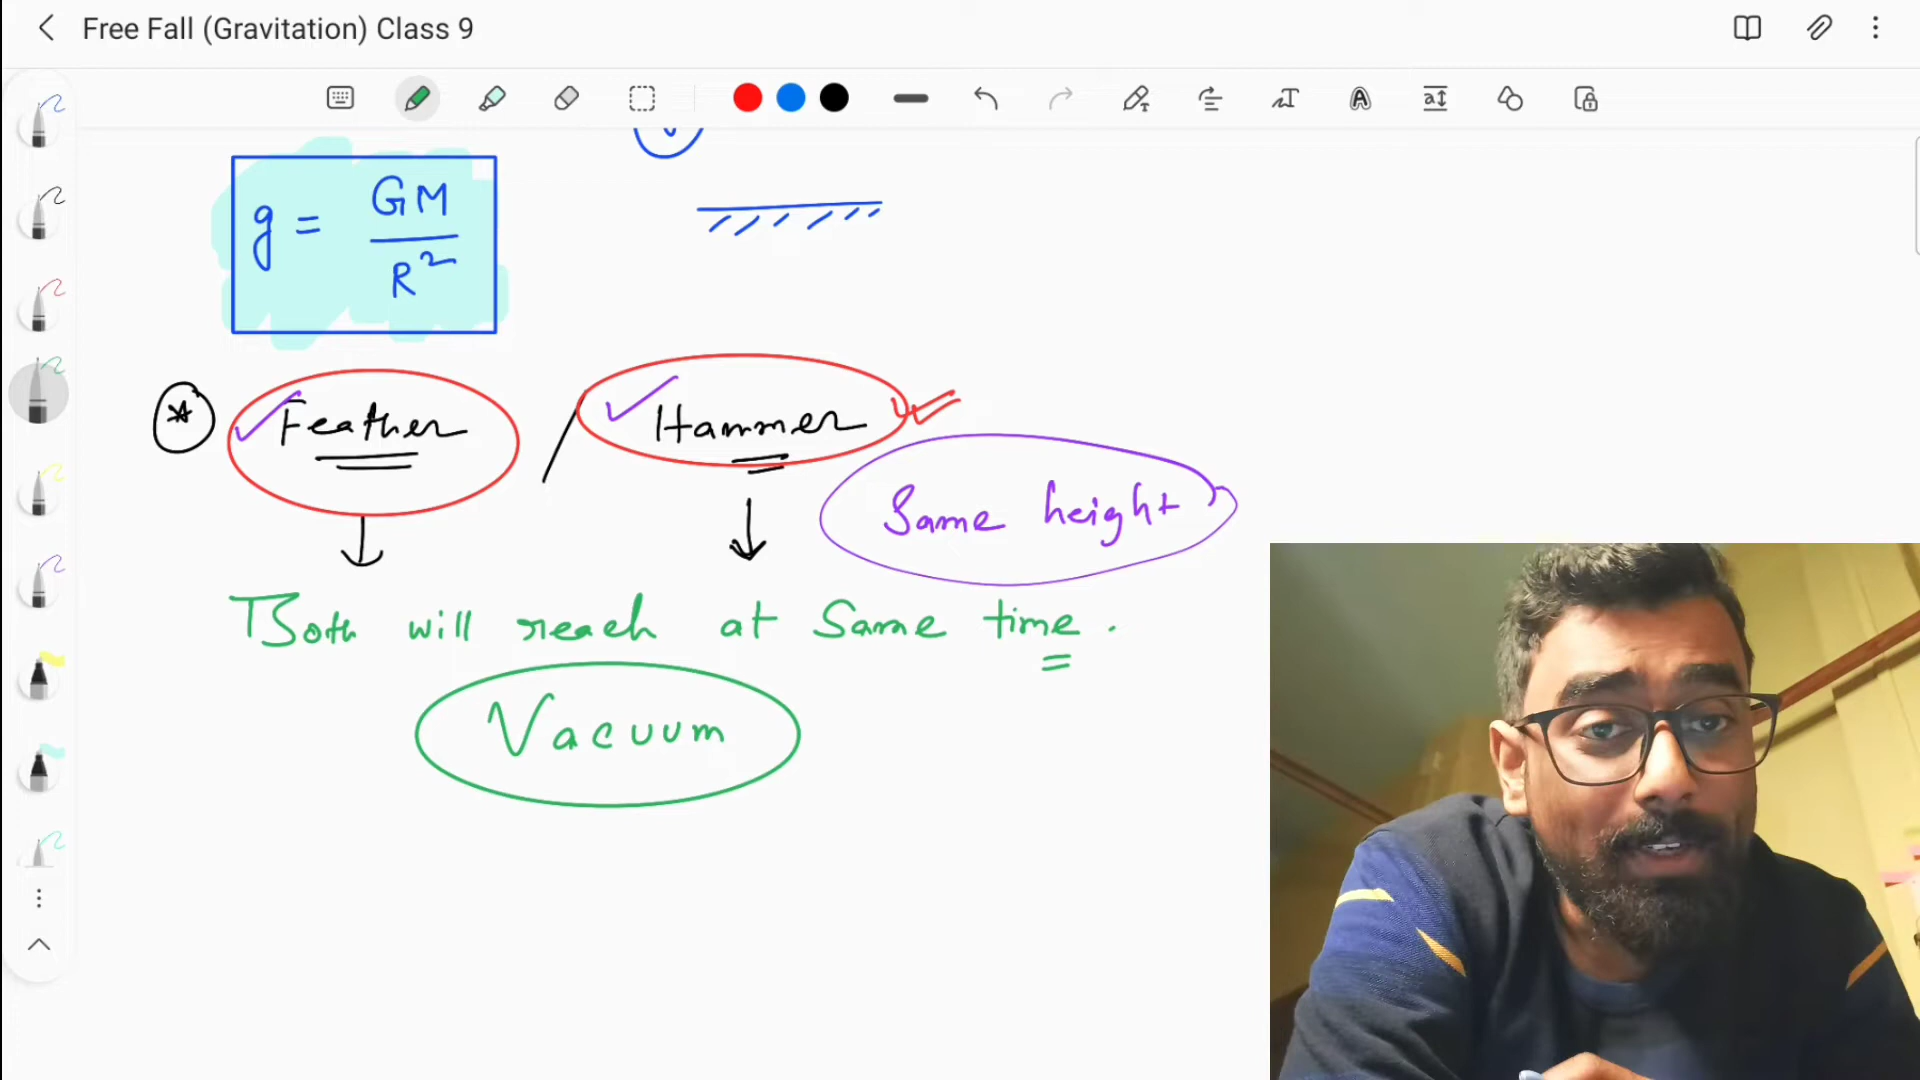 Free Fall (Gravitation) Class 9
g = GM / R²
* Feather / Hammer
Same height
Both will reach at Same time.
Vacuum